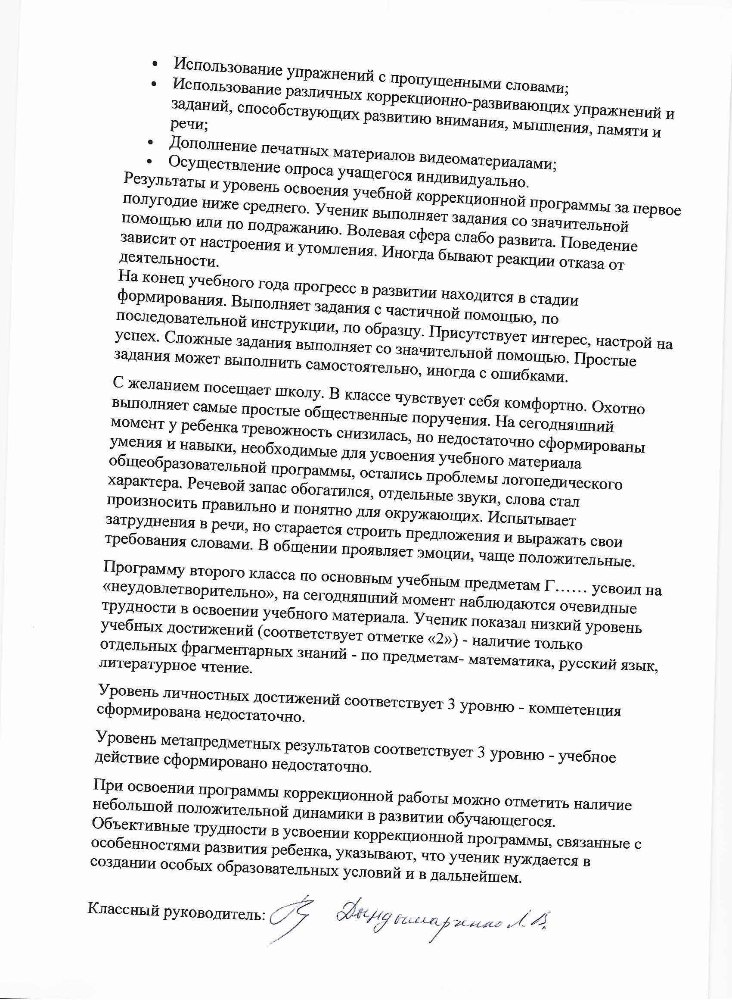 • Использование упражнений с пропущенными словами;
• Использование различных коррекционно-развивающих упражнений и
заданий, способствующих развитию внимания, мышления, памяти и
речи;
• Дополнение печатных материалов видеоматериалами;
• Осуществление опроса учащегося индивидуально.
Результаты и уровень освоения учебной коррекционной программы за первое
полугодие ниже среднего. Ученик выполняет задания со значительной
помощью или по подражанию. Волевая сфера слабо развита. Поведение
зависит от настроения и утомления. Иногда бывают реакции отказа от
деятельности.
На конец учебного года прогресс в развитии находится в стадии
формирования. Выполняет задания с частичной помощью, по
последовательной инструкции, по образцу. Присутствует интерес, настрой на
успех. Сложные задания выполняет со значительной помощью. Простые
задания может выполнить самостоятельно, иногда с ошибками.
С желанием посещает школу. В классе чувствует себя комфортно. Охотно
выполняет самые простые общественные поручения. На сегодняшний
момент у ребенка тревожность снизилась, но недостаточно сформированы
умения и навыки, необходимые для усвоения учебного материала
общеобразовательной программы, остались проблемы логопедического
характера. Речевой запас обогатился, отдельные звуки, слова стал
произносить правильно и понятно для окружающих. Испытывает
затруднения в речи, но старается строить предложения и выражать свои
требования словами. В общении проявляет эмоции, чаще положительные.
Программу второго класса по основным учебным предметам Г…… усвоил на
«неудовлетворительно», на сегодняшний момент наблюдаются очевидные
трудности в освоении учебного материала. Ученик показал низкий уровень
учебных достижений (соответствует отметке «2») - наличие только
отдельных фрагментарных знаний - по предметам- математика, русский язык,
литературное чтение.
Уровень личностных достижений соответствует 3 уровню - компетенция
сформирована недостаточно.
Уровень метапредметных результатов соответствует 3 уровню - учебное
действие сформировано недостаточно.
При освоении программы коррекционной работы можно отметить наличие
небольшой положительной динамики в развитии обучающегося.
Объективные трудности в усвоении коррекционной программы, связанные с
особенностями развития ребенка, указывают, что ученик нуждается в
создании особых образовательных условий и в дальнейшем.
Классный руководитель: Дындымарченко Л. В.